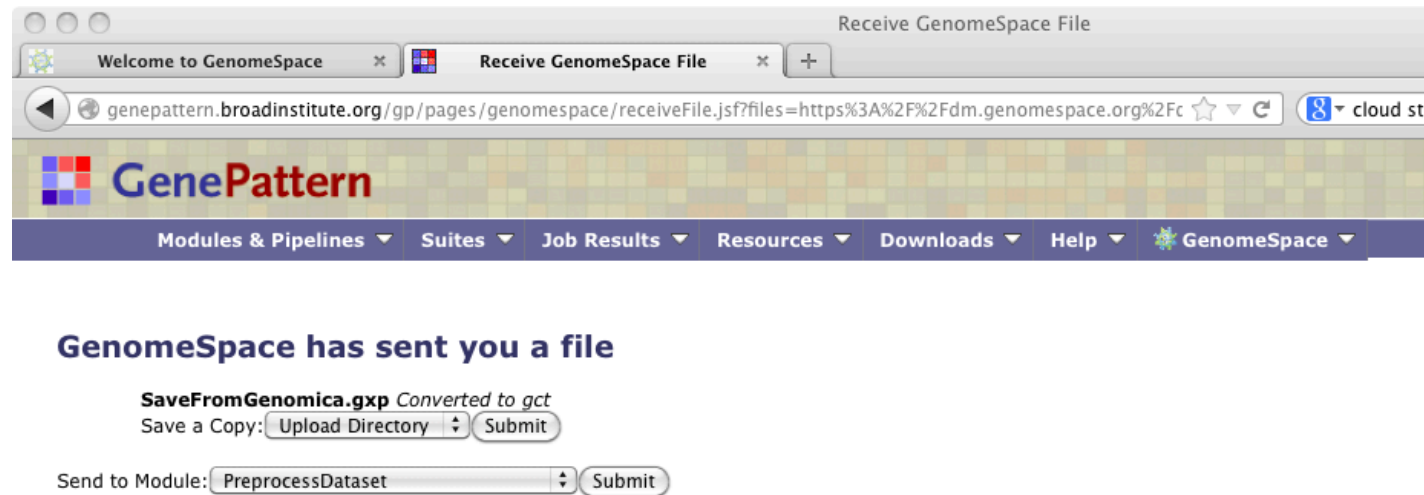 Receive GenomeSpace File
Welcome to GenomeSpace × Receive GenomeSpace File × +
genepattern.broadinstitute.org/gp/pages/genomespace/receiveFile.jsf?files=https%3A%2F%2Fdm.genomespace.org%2Fc 8 cloud st
GenePattern
Modules & Pipelines Suites Job Results Resources Downloads Help GenomeSpace
GenomeSpace has sent you a file
SaveFromGenomica.gxp Converted to gct
Save a Copy: Upload Directory Submit
Send to Module: PreprocessDataset Submit